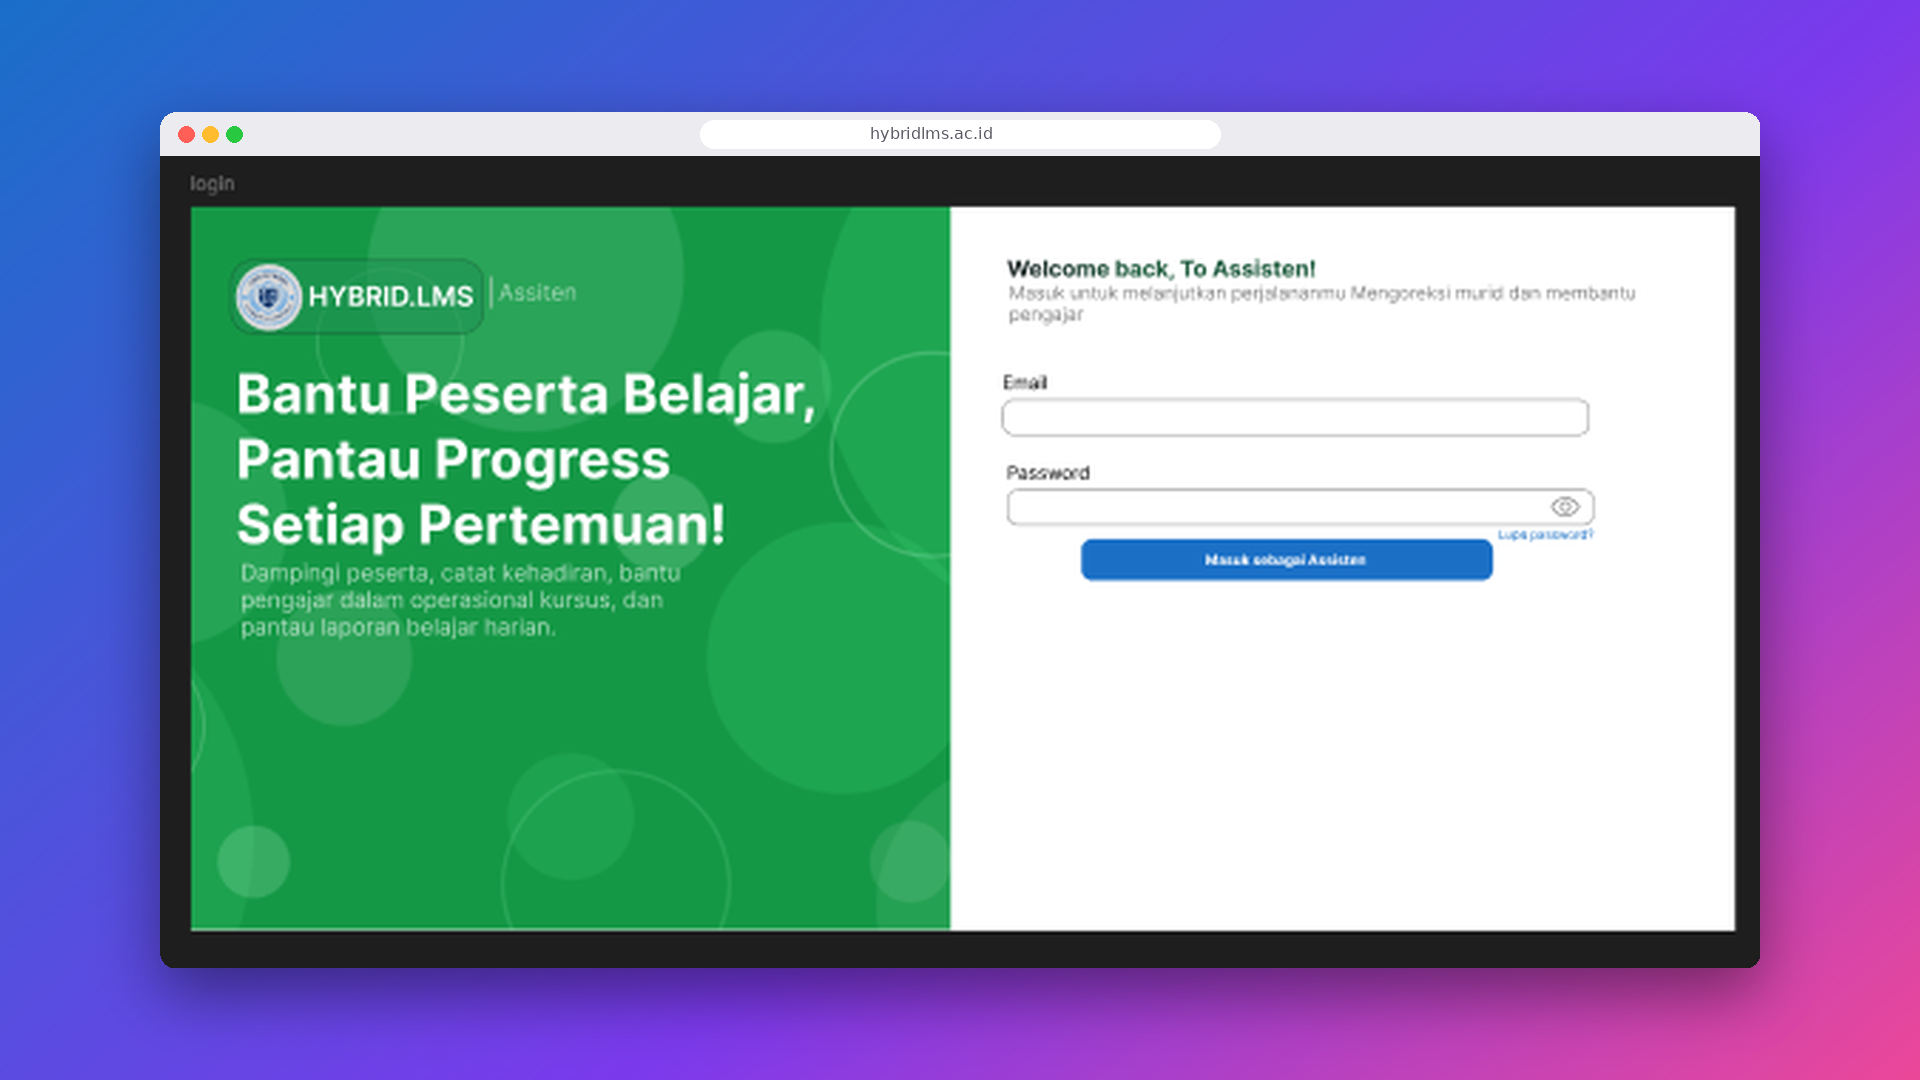 hybridlms.ac.id
login
HYBRID.LMS
Assiten
Bantu Peserta Belajar,
Pantau Progress
Setiap Pertemuan!
Dampingi peserta, catat kehadiran, bantu
pengajar dalam operasional kursus, dan
pantau laporan belajar harian.
Welcome back, To Assisten!
Masuk untuk melanjutkan perjalananmu Mengoreksi murid dan membantu
pengajar
Email
Password
Lupa password?
Masuk sebagai Assisten